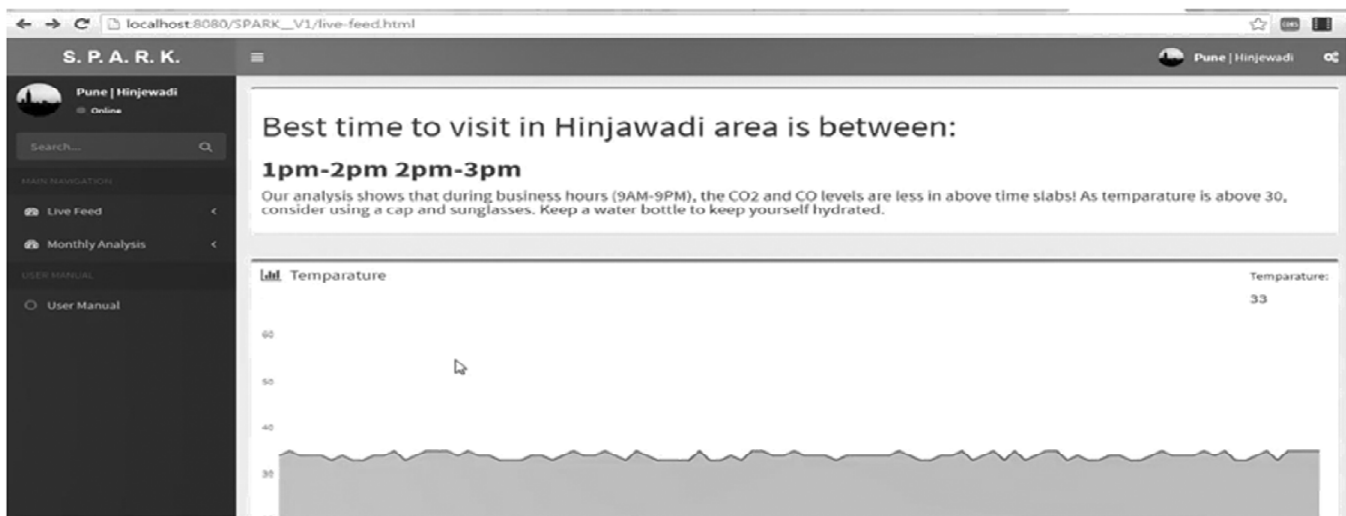 localhost:8080/SPARK__V1/live-feed.html
S. P. A. R. K.
Pune | Hinjewadi
Pune | Hinjewadi
Online
Search...
MAIN NAVIGATION
Live Feed
Monthly Analysis
USER MANUAL
User Manual
Best time to visit in Hinjawadi area is between:
1pm-2pm 2pm-3pm
Our analysis shows that during business hours (9AM-9PM), the CO2 and CO levels are less in above time slabs! As temparature is above 30,
consider using a cap and sunglasses. Keep a water bottle to keep yourself hydrated.
Temparature
Temparature:
33
60
50
40
30